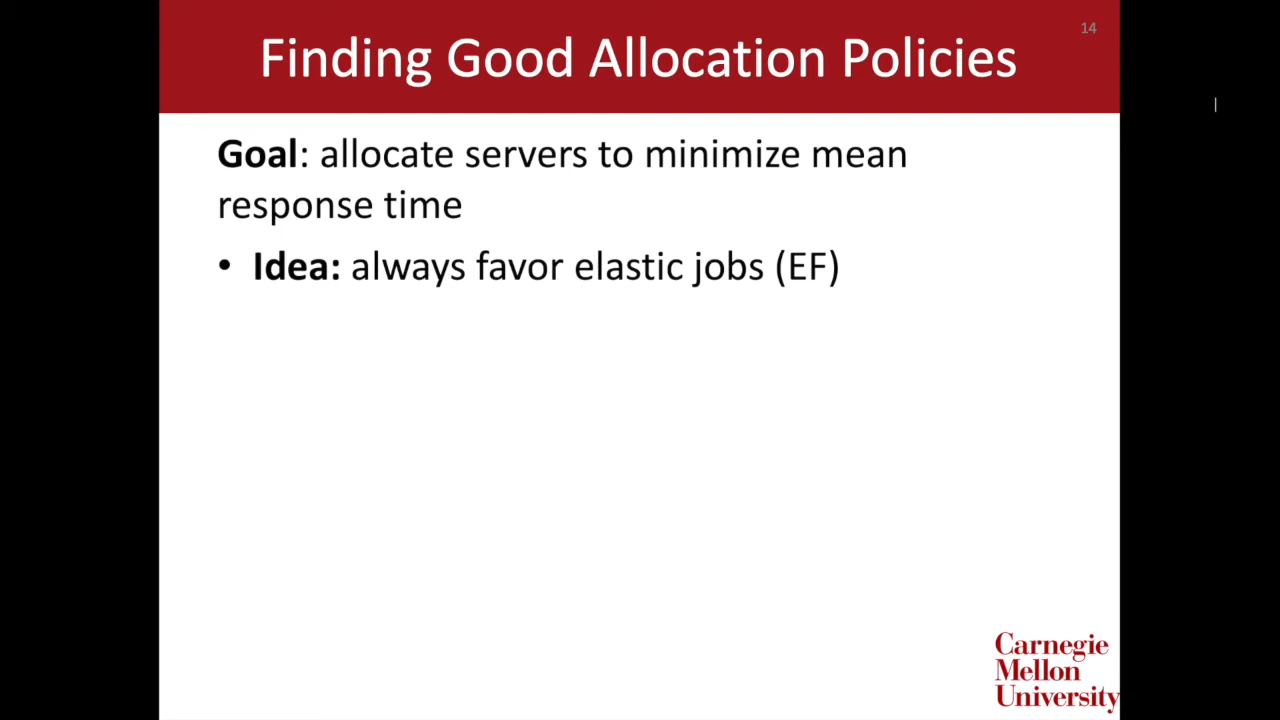 14
Finding Good Allocation Policies
Goal: allocate servers to minimize mean
response time
• Idea: always favor elastic jobs (EF)
Carnegie
Mellon
University